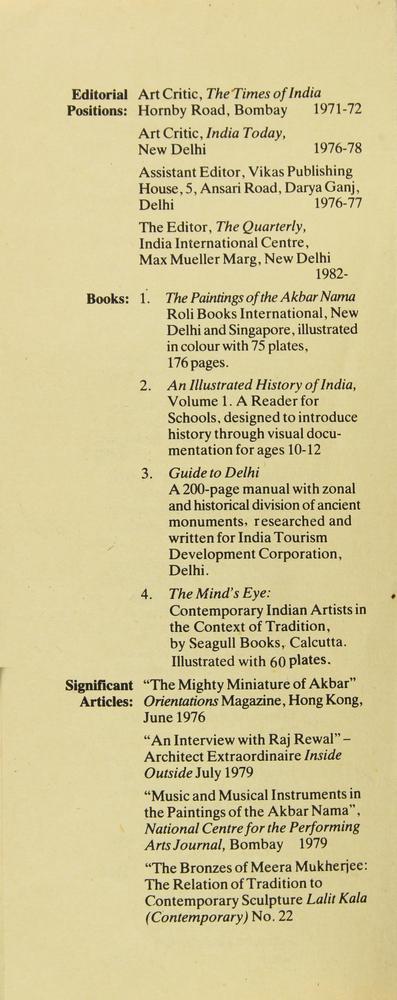 Editorial Art Critic, The Times of India
Positions: Hornby Road, Bombay 1971-72
Art Critic, India Today,
New Delhi 1976-78
Assistant Editor, Vikas Publishing
House, 5, Ansari Road, Darya Ganj,
Delhi 1976-77
The Editor, The Quarterly,
India International Centre,
Max Mueller Marg, New Delhi
1982-
Books: 1. The Paintings of the Akbar Nama
Roli Books International, New
Delhi and Singapore, illustrated
in colour with 75 plates,
176 pages.
2. An Illustrated History of India,
Volume 1. A Reader for
Schools, designed to introduce
history through visual docu-
mentation for ages 10-12
3. Guide to Delhi
A 200-page manual with zonal
and historical division of ancient
monuments, researched and
written for India Tourism
Development Corporation,
Delhi.
4. The Mind's Eye:
Contemporary Indian Artists in
the Context of Tradition,
by Seagull Books, Calcutta.
Illustrated with 60 plates.
Significant "The Mighty Miniature of Akbar"
Articles: Orientations Magazine, Hong Kong,
June 1976
"An Interview with Raj Rewal" –
Architect Extraordinaire Inside
Outside July 1979
"Music and Musical Instruments in
the Paintings of the Akbar Nama",
National Centre for the Performing
Arts Journal, Bombay 1979
"The Bronzes of Meera Mukherjee:
The Relation of Tradition to
Contemporary Sculpture Lalit Kala
(Contemporary) No. 22